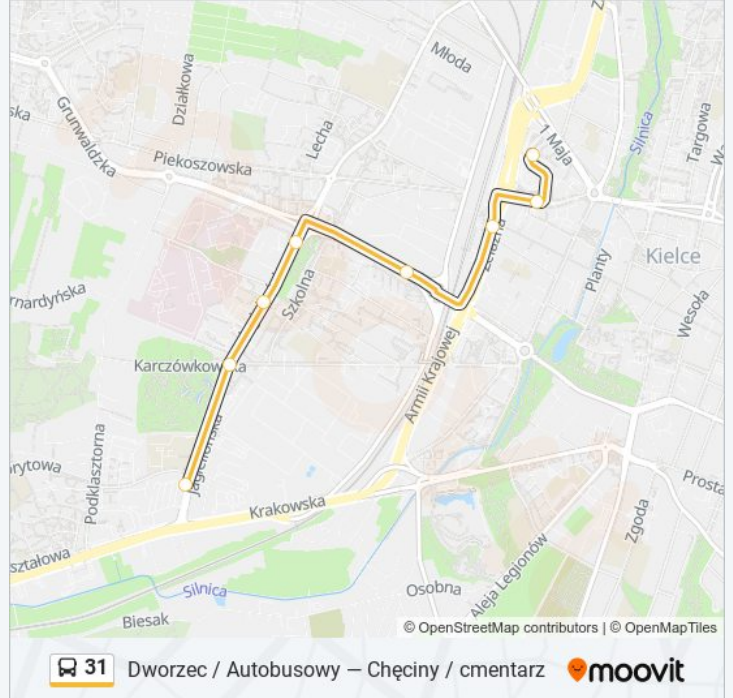 Młoda
Działkowa
Targowa
Silnica
Grunwaldzka
Lecha
1 Maja
Piekoszowska
Kielce
Planty
Szkolna
Wesoła
Karczówkowska
Armii Krajowej
Jagiellońska
Podklasztorna
Prosta
Krakowska
Zgoda
Aleja Legionów
Silnica
Osobna
Biesak
© OpenStreetMap contributors | © OpenMapTiles
31 Dworzec / Autobusowy — Chęciny / cmentarz moovit